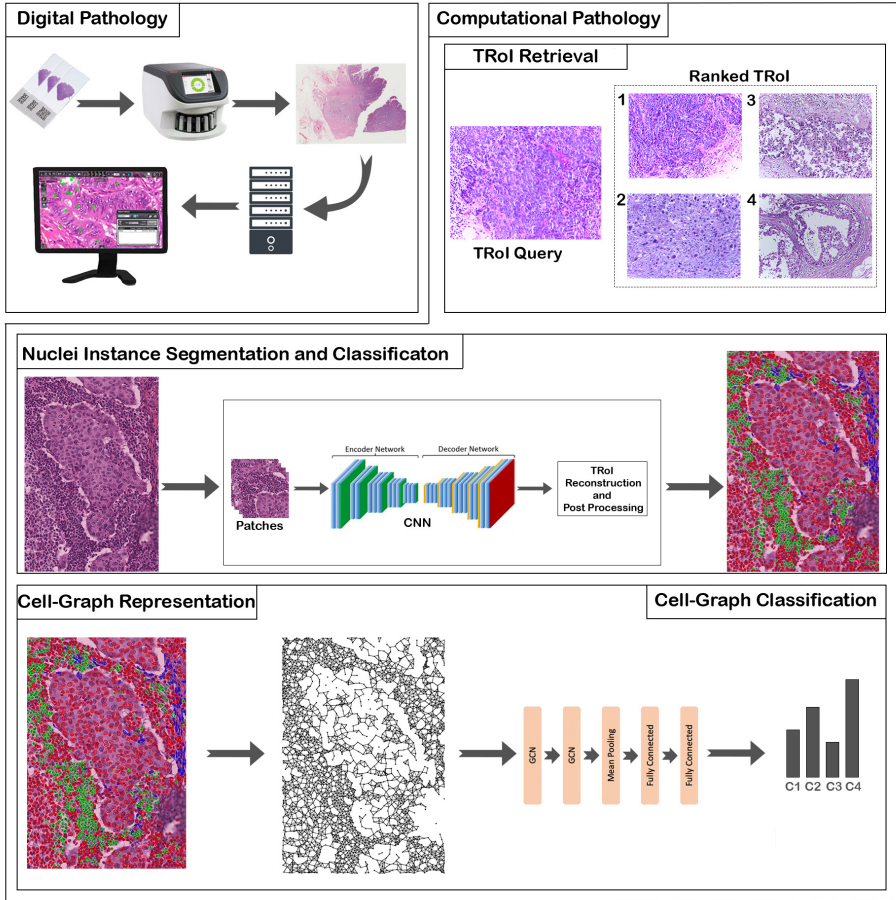 Digital Pathology
Computational Pathology
TRoI Retrieval
Ranked TRoI
1
3
2
4
TRoI Query
Nuclei Instance Segmentation and Classificaton
Encoder Network
Decoder Network
Patches
CNN
TRoI
Reconstruction
and
Post Processing
Cell-Graph Representation
Cell-Graph Classification
GCN
GCN
Mean Pooling
Fully Connected
Fully Connected
C1 C2 C3 C4